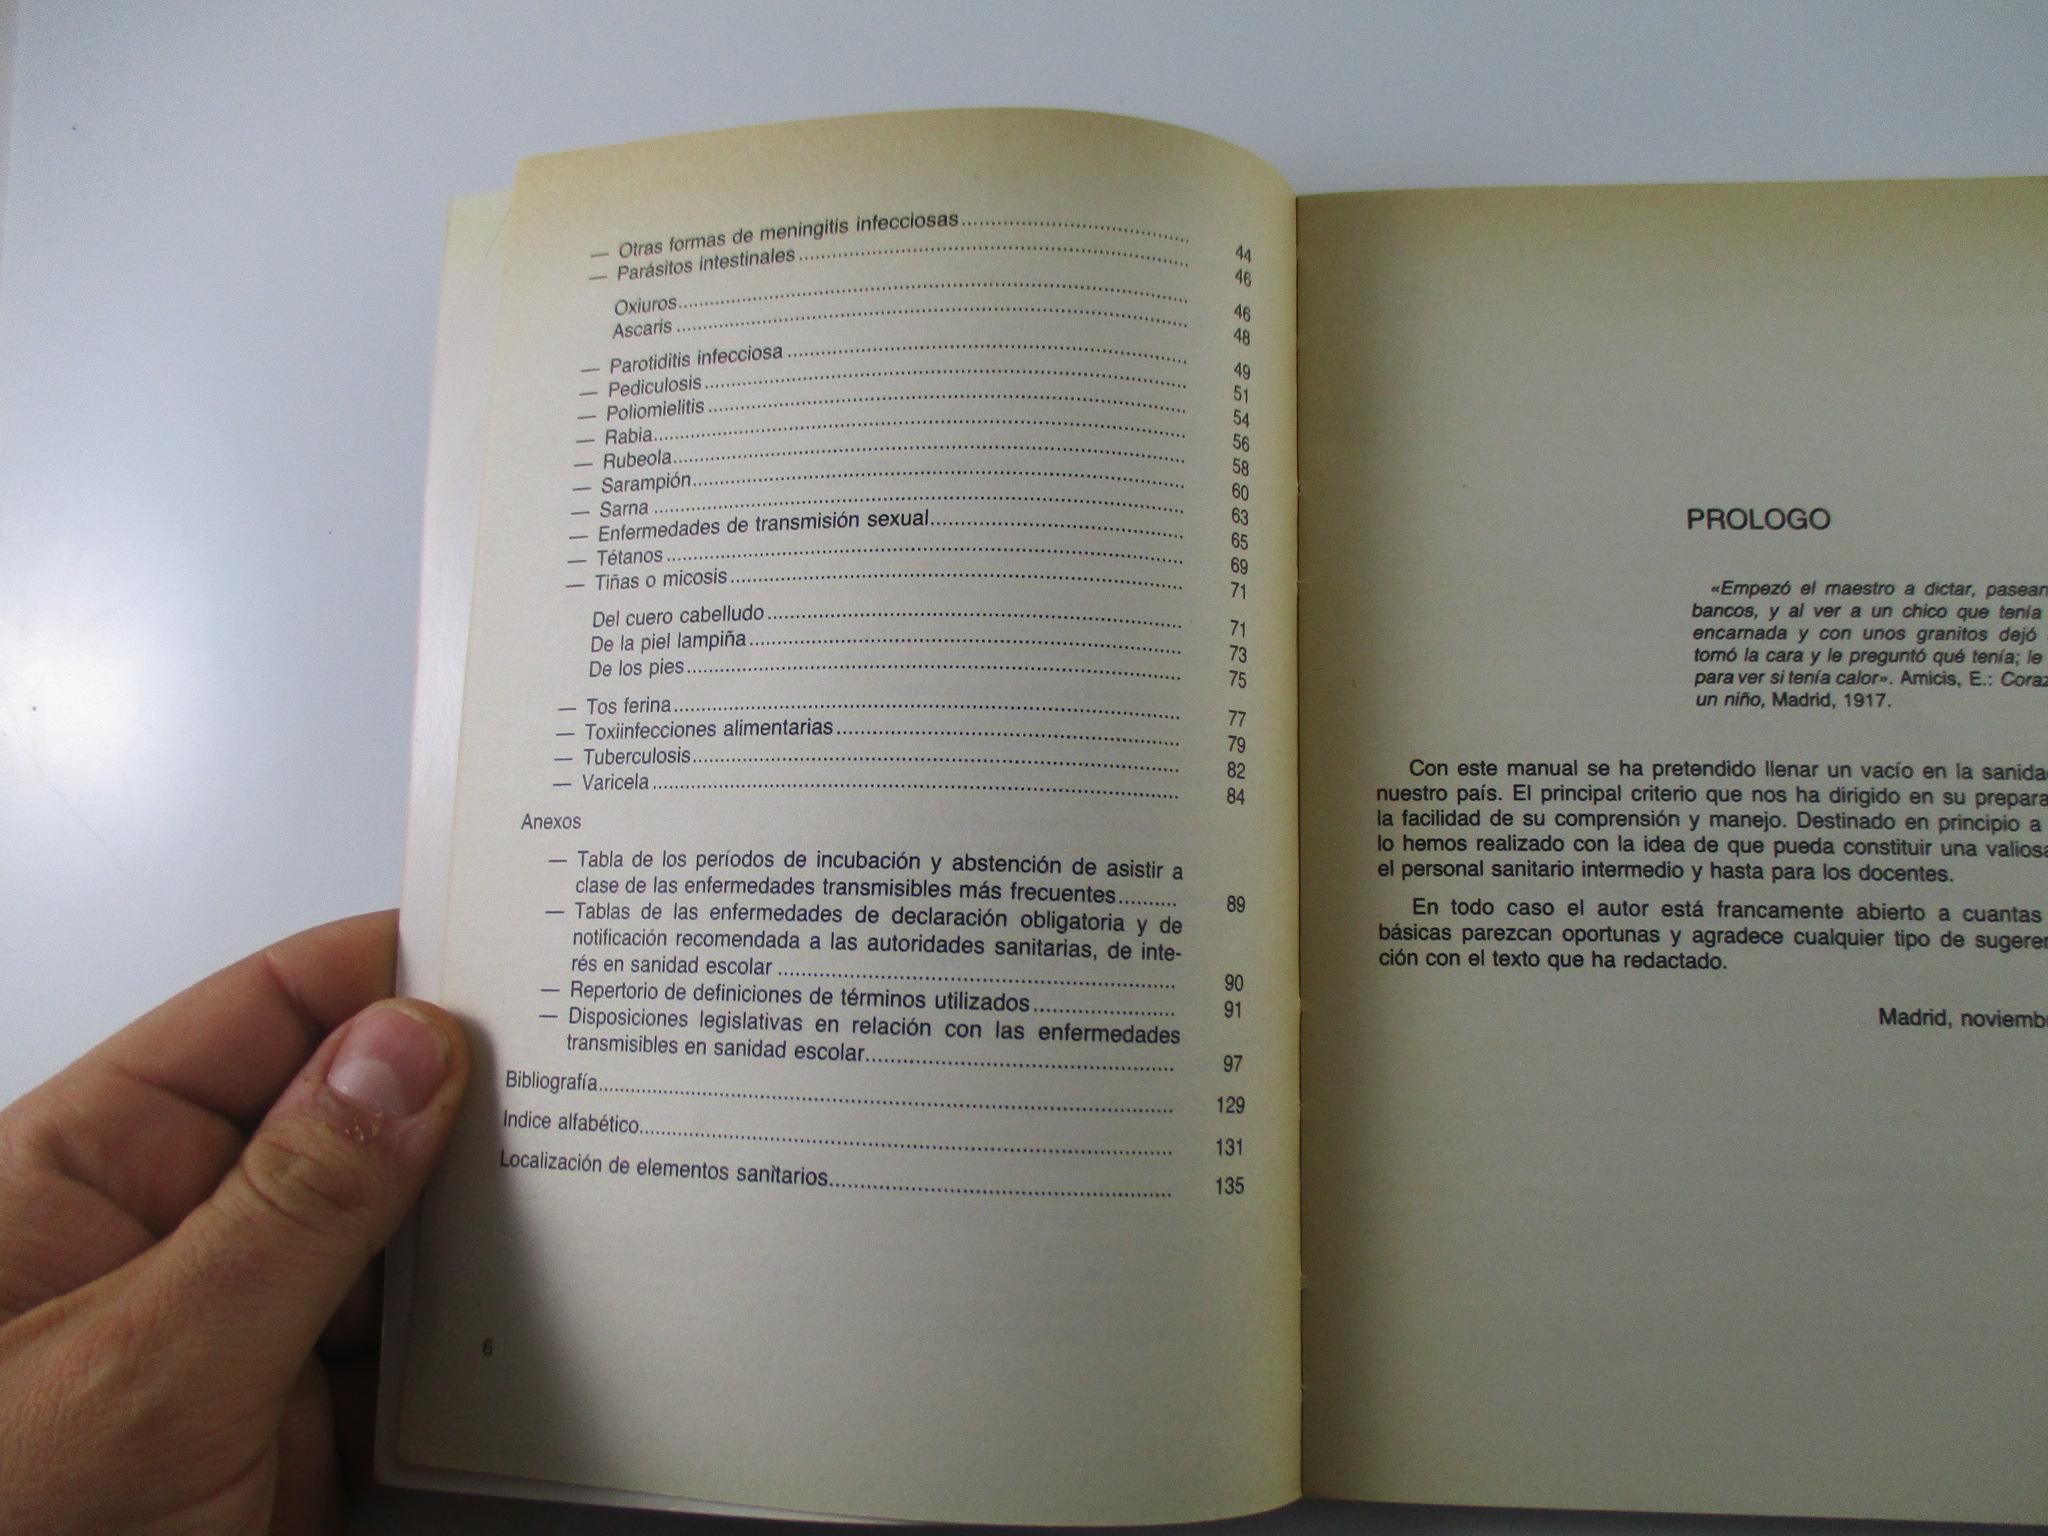 — Otras formas de meningitis infecciosas.......... 44
— Parásitos intestinales.......... 46
Oxiuros.......... 46
Ascaris.......... 48
— Parotiditis infecciosa.......... 49
— Pediculosis.......... 51
— Poliomielitis.......... 54
— Rabia.......... 56
— Rubeola.......... 58
— Sarampión.......... 60
— Sarna.......... 63
— Enfermedades de transmisión sexual.......... 65
— Tétanos.......... 69
— Tiñas o micosis.......... 71
Del cuero cabelludo.......... 71
De la piel lampiña.......... 73
De los pies.......... 75
— Tos ferina.......... 77
— Toxiinfecciones alimentarias.......... 79
— Tuberculosis.......... 82
— Varicela.......... 84
Anexos
— Tabla de los períodos de incubación y abstención de asistir a
clase de las enfermedades transmisibles más frecuentes.......... 89
— Tablas de las enfermedades de declaración obligatoria y de
notificación recomendada a las autoridades sanitarias, de inte-
rés en sanidad escolar.......... 90
— Repertorio de definiciones de términos utilizados.......... 91
— Disposiciones legislativas en relación con las enfermedades
transmisibles en sanidad escolar.......... 97
Bibliografía.......... 129
Indice alfabético.......... 131
Localización de elementos sanitarios.......... 135
6
PROLOGO
«Empezó el maestro a dictar, pasean
bancos, y al ver a un chico que tenía
encarnada y con unos granitos dejó
tomó la cara y le preguntó qué tenía; le
para ver si tenía calor». Amicis, E.: Coraz
un niño, Madrid, 1917.
Con este manual se ha pretendido llenar un vacío en la sanida
nuestro país. El principal criterio que nos ha dirigido en su prepara
la facilidad de su comprensión y manejo. Destinado en principio a
lo hemos realizado con la idea de que pueda constituir una valiosa
el personal sanitario intermedio y hasta para los docentes.
En todo caso el autor está francamente abierto a cuantas
básicas parezcan oportunas y agradece cualquier tipo de sugere
ción con el texto que ha redactado.
Madrid, noviemb